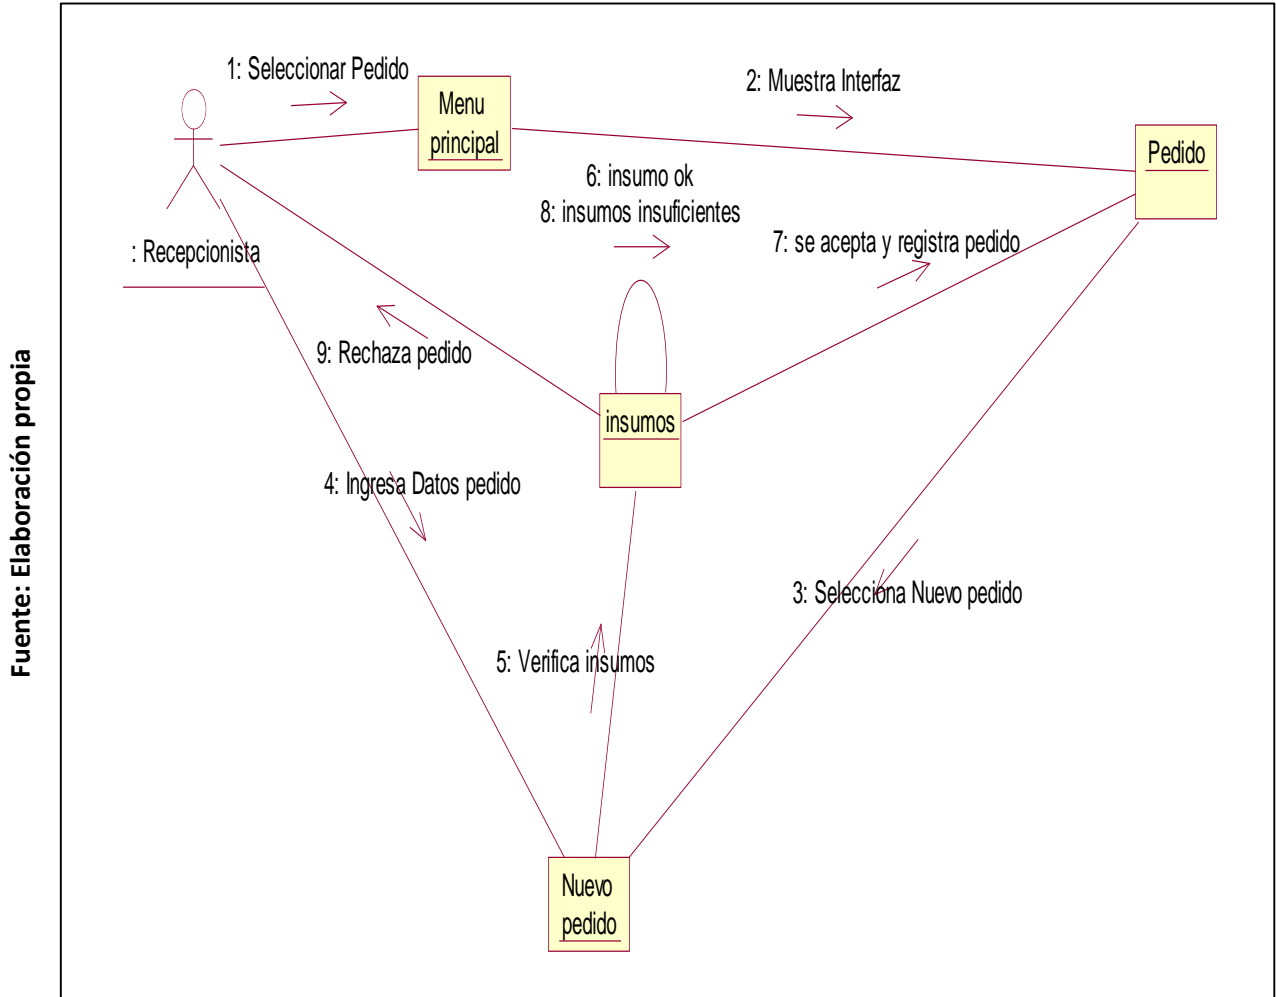 1: Seleccionar Pedido
2: Muestra Interfaz
Menu
principal
Pedido
6: insumo ok
8: insumos insuficientes
7: se acepta y registra pedido
: Recepcionista
9: Rechaza pedido
insumos
4: Ingresa Datos pedido
3: Selecciona Nuevo pedido
5: Verifica insumos
Nuevo
pedido
Fuente: Elaboración propia